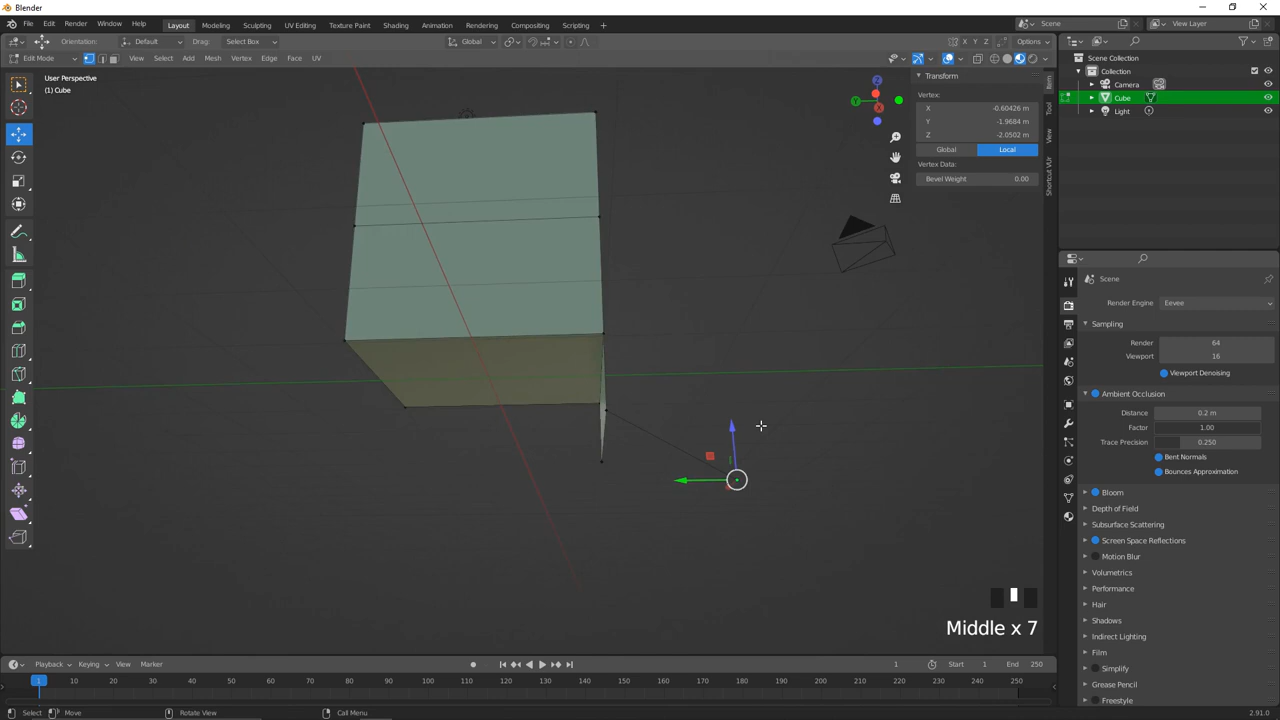 Blender
File Edit Render Window Help Layout Modeling Sculpting UV Editing Texture Paint Shading Animation Rendering Compositing Scripting + Scene View Layer
Orientation: Default Drag: Select Box Global X Y Z Options
Edit Mode View Select Add Mesh Vertex Edge Face UV
User Perspective
(1) Cube
Z
Y
X
Transform
Vertex:
X -0.60426 m
Y -1.9684 m
Z -2.0502 m
Global Local
Vertex Data:
Bevel Weight 0.00
Item
Tool
View
Shortcut VUr
Scene Collection
Collection
Camera
Cube
Light
Scene
Render Engine Eevee
Sampling
Render 64
Viewport 16
Viewport Denoising
Ambient Occlusion
Distance 0.2 m
Factor 1.00
Trace Precision 0.250
Bent Normals
Bounces Approximation
Bloom
Depth of Field
Subsurface Scattering
Screen Space Reflections
Motion Blur
Volumetrics
Performance
Hair
Shadows
Indirect Lighting
Film
Simplify
Grease Pencil
Freestyle
Middle x 7
Playback Keying View Marker 1 Start 1 End 250
1 10 20 30 40 50 60 70 80 90 100 110 120 130 140 150 160 170 180 190 200 210 220 230 240 250
Select Move Rotate View Call Menu 2.91.0